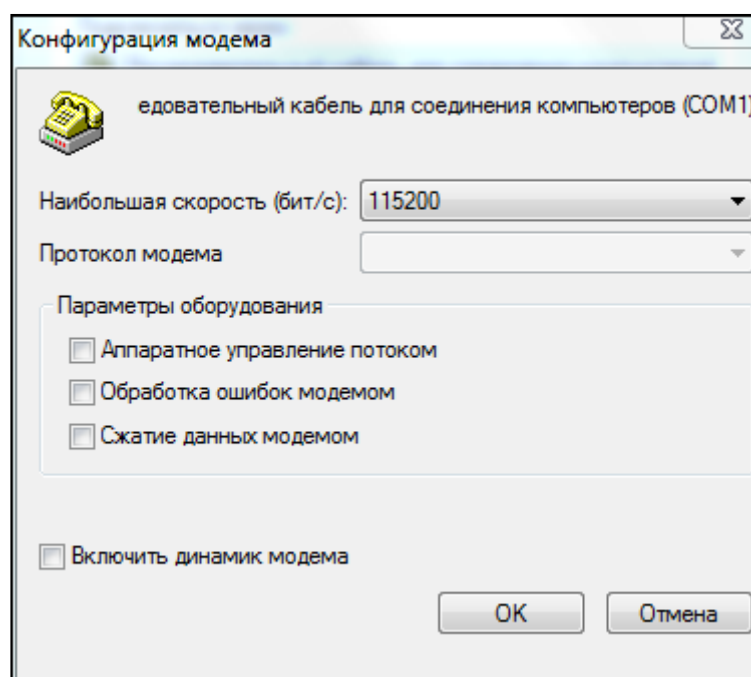 Конфигурация модема
едовательный кабель для соединения компьютеров (COM1)
Наибольшая скорость (бит/с): 115200
Протокол модема
Параметры оборудования
Аппаратное управление потоком
Обработка ошибок модемом
Сжатие данных модемом
Включить динамик модема
OK Отмена